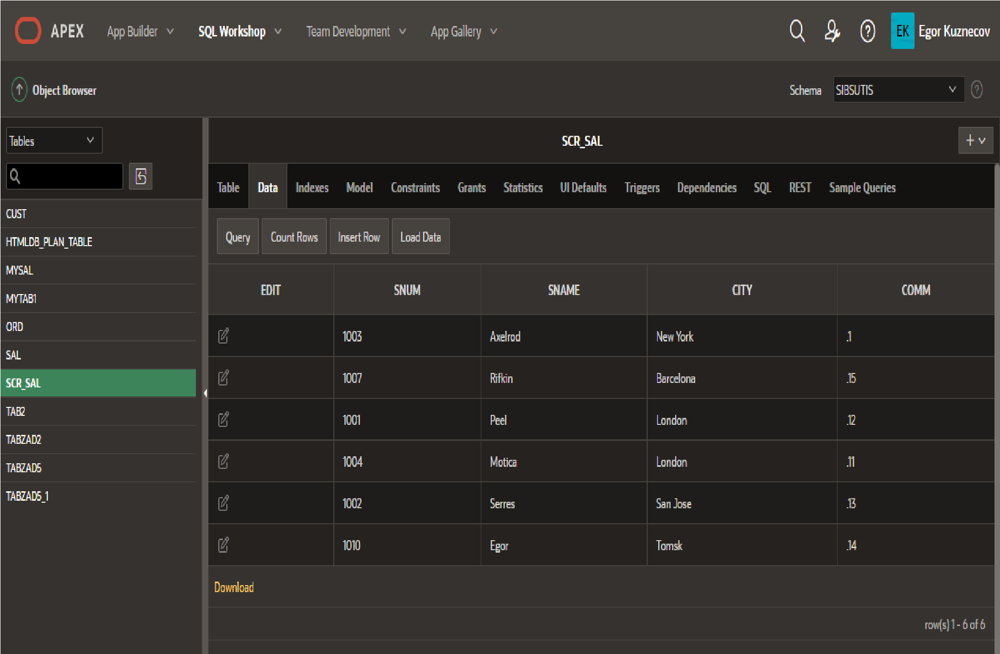 APEX App Builder SQL Workshop Team Development App Gallery EK Egor Kuznecov
Object Browser Schema SIBSUTIS
Tables
CUST
HTMLDB_PLAN_TABLE
MYSAL
MYTAB1
ORD
SAL
SCR_SAL
TAB2
TABZAD2
TABZAD5
TABZAD5_1
SCR_SAL
Table Data Indexes Model Constraints Grants Statistics UI Defaults Triggers Dependencies SQL REST Sample Queries
Query Count Rows Insert Row Load Data
EDIT SNUM SNAME CITY COMM
1003 Axelrod New York .1
1007 Rifkin Barcelona .15
1001 Peel London .12
1004 Motica London .11
1002 Serres San Jose .13
1010 Egor Tomsk .14
Download
row(s) 1 - 6 of 6